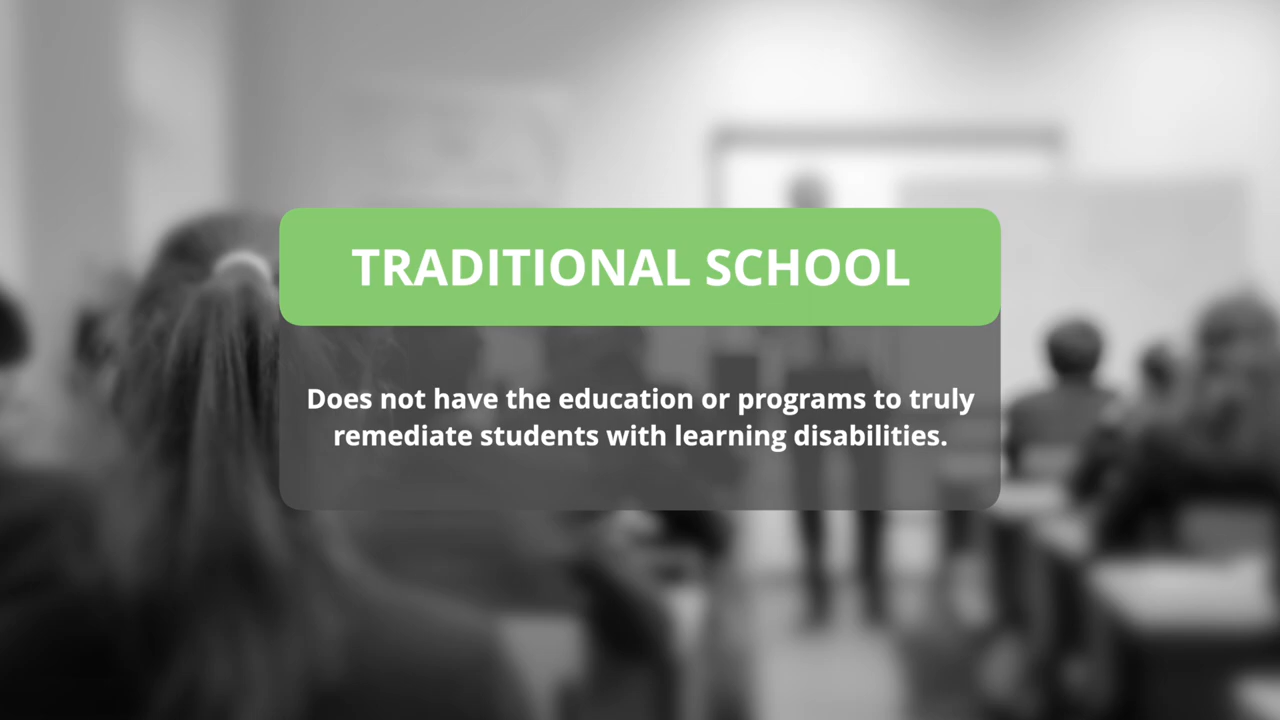 TRADITIONAL SCHOOL
Does not have the education or programs to truly
remediate students with learning disabilities.